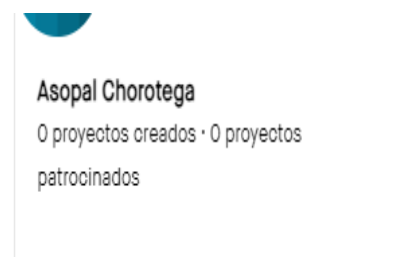 Asopal Chorotega
0 proyectos creados · 0 proyectos
patrocinados